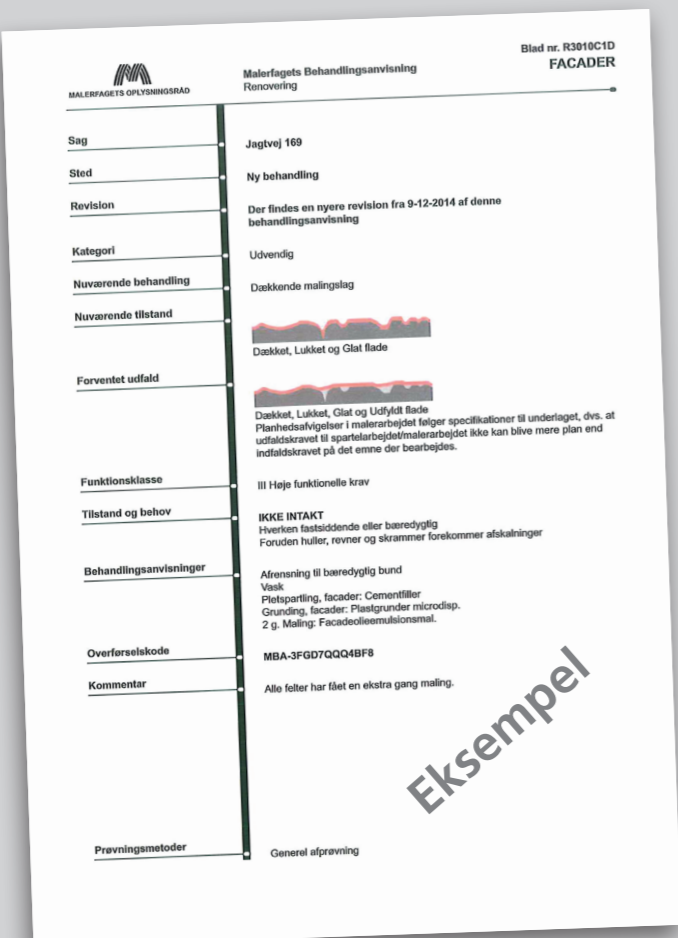 Blad nr. R3010C1D
FACADER
MALERFAGETS OPLYSNINGSRÅD
Malerfagets Behandlingsanvisning
Renovering
Sag
Jagtvej 169
Sted
Ny behandling
Revision
Der findes en nyere revision fra 9-12-2014 af denne
behandlingsanvisning
Kategori
Udvendig
Nuværende behandling
Dækkende malingslag
Nuværende tilstand
Dækket, Lukket og Glat flade
Forventet udfald
Dækket, Lukket, Glat og Udfyldt flade
Planhedsafvigelser i malerarbejdet følger specifikationer til underlaget, dvs. at
udfaldskravet til spartelarbejdet/malerarbejdet ikke kan blive mere plan end
indfaldskravet på det emne der bearbejdes.
Funktionsklasse
III Høje funktionelle krav
Tilstand og behov
IKKE INTAKT
Hverken fastsiddende eller bæredygtig
Foruden huller, revner og skrammer forekommer afskalninger
Behandlingsanvisninger
Afrensning til bæredygtig bund
Vask
Pletspartling, facader: Cementfiller
Grunding, facader: Plastgrunder microdisp.
2 g. Maling: Facadeolieemulsionsmal.
Overførselskode
MBA-3FGD7QQQ4BF8
Kommentar
Alle felter har fået en ekstra gang maling.
Eksempel
Prøvningsmetoder
Generel afprøvning